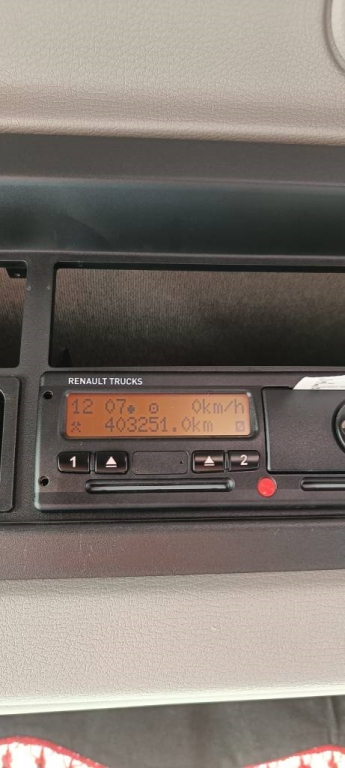 RENAULT TRUCKS
12 07● ⊙ 0km/h
⚒ 403251.0km
1 2